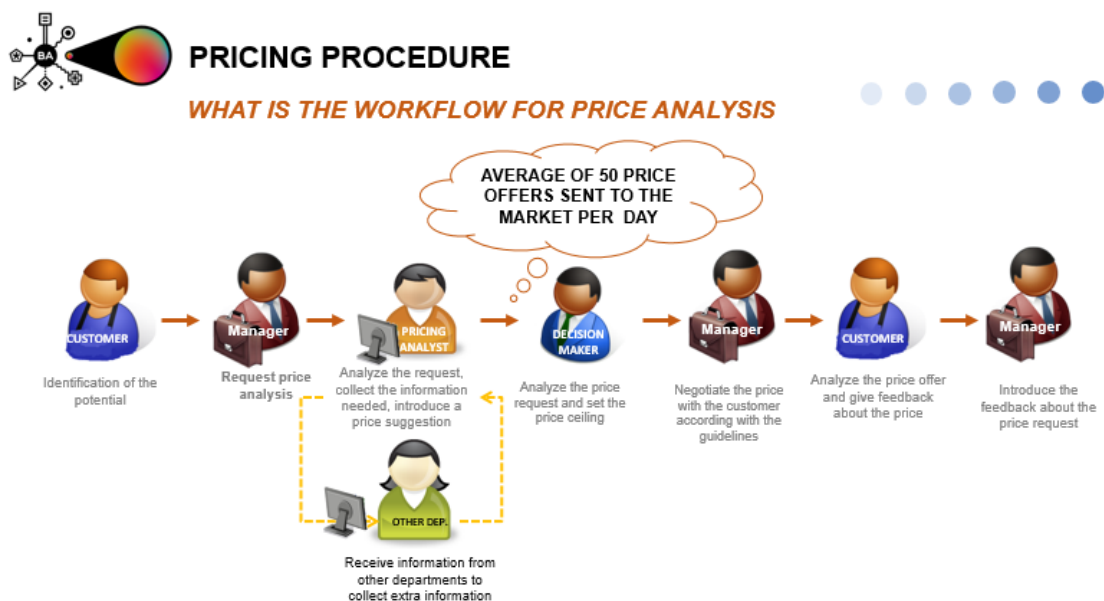 BA
PRICING PROCEDURE
WHAT IS THE WORKFLOW FOR PRICE ANALYSIS
AVERAGE OF 50 PRICE
OFFERS SENT TO THE
MARKET PER DAY
CUSTOMER
Identification of the
potential
Manager
Request price
analysis
PRICING
ANALYST
Analyze the request,
collect the information
needed, introduce a
price suggestion
DECISION
MAKER
Analyze the price
request and set the
price ceiling
Manager
Negotiate the price
with the customer
according with the
guidelines
CUSTOMER
Analyze the price offer
and give feedback
about the price
Manager
Introduce the
feedback about the
price request
OTHER DEP.
Receive information from
other departments to
collect extra information